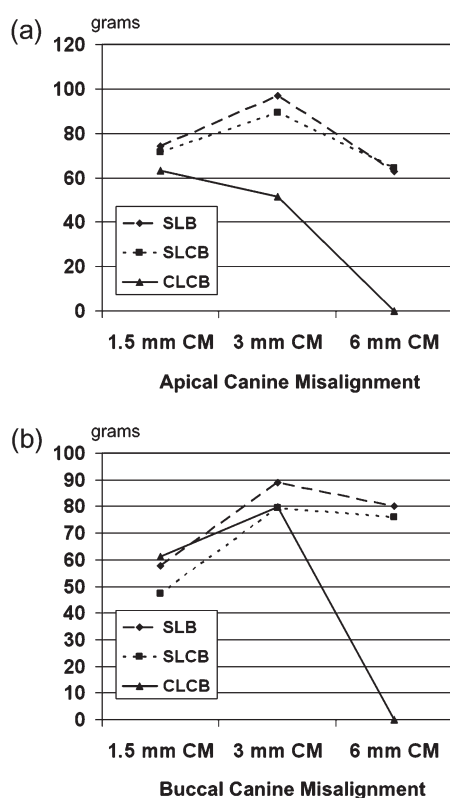 (a)
grams
120
100
80
60
40
20
0
SLB
SLCB
CLCB
1.5 mm CM 3 mm CM 6 mm CM
Apical Canine Misalignment
(b)
grams
100
90
80
70
60
50
40
30
20
10
0
SLB
SLCB
CLCB
1.5 mm CM 3 mm CM 6 mm CM
Buccal Canine Misalignment